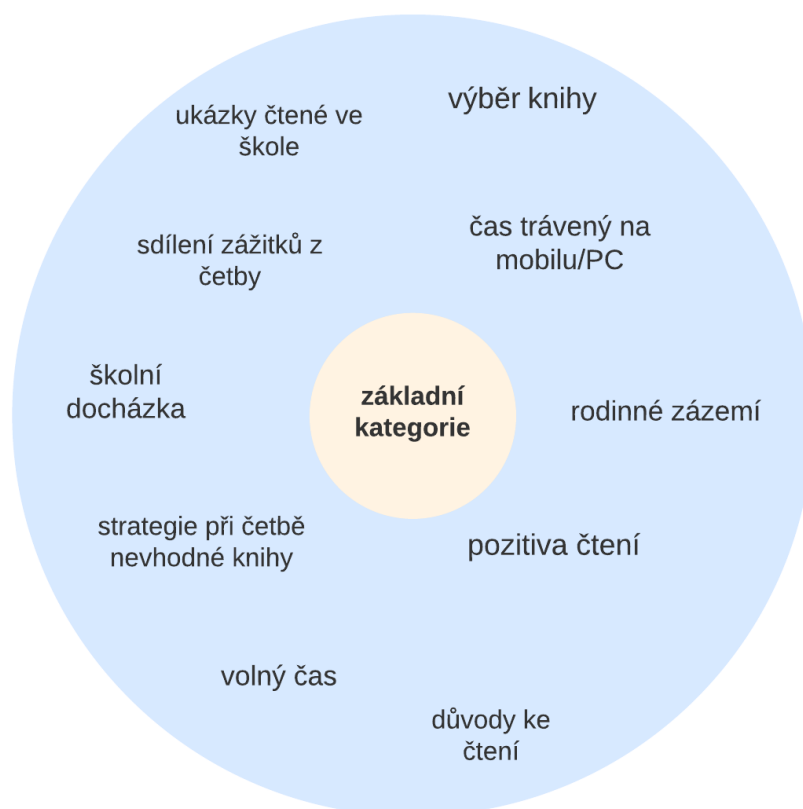 výběr knihy
ukázky čtené ve
škole
čas trávený na
mobilu/PC
sdílení zážitků z
četby
školní
docházka
základní
kategorie
rodinné zázemí
strategie při četbě
nevhodné knihy
pozitiva čtení
volný čas
důvody ke
čtení